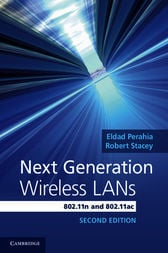 Eldad Perahia
Robert Stacey
Next Generation
Wireless LANs
802.11n and 802.11ac
SECOND EDITION
CAMBRIDGE